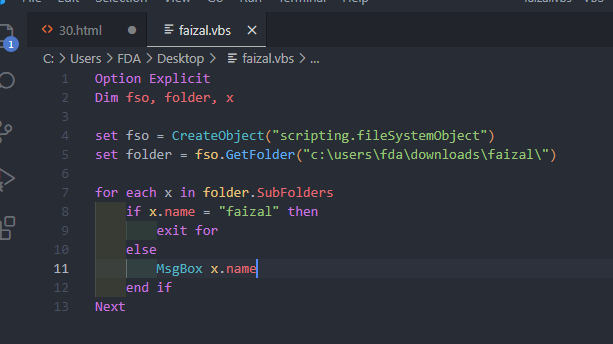 Edit Selection View Go Run Terminal Help faizal.vbs - VBS
30.html faizal.vbs
C: > Users > FDA > Desktop > faizal.vbs > ...
1
1 Option Explicit
2 Dim fso, folder, x
3
4 set fso = CreateObject("scripting.fileSystemObject")
5 set folder = fso.GetFolder("c:\users\fda\downloads\faizal\")
6
7 for each x in folder.SubFolders
8 if x.name = "faizal" then
9 exit for
10 else
11 MsgBox x.name
12 end if
13 Next